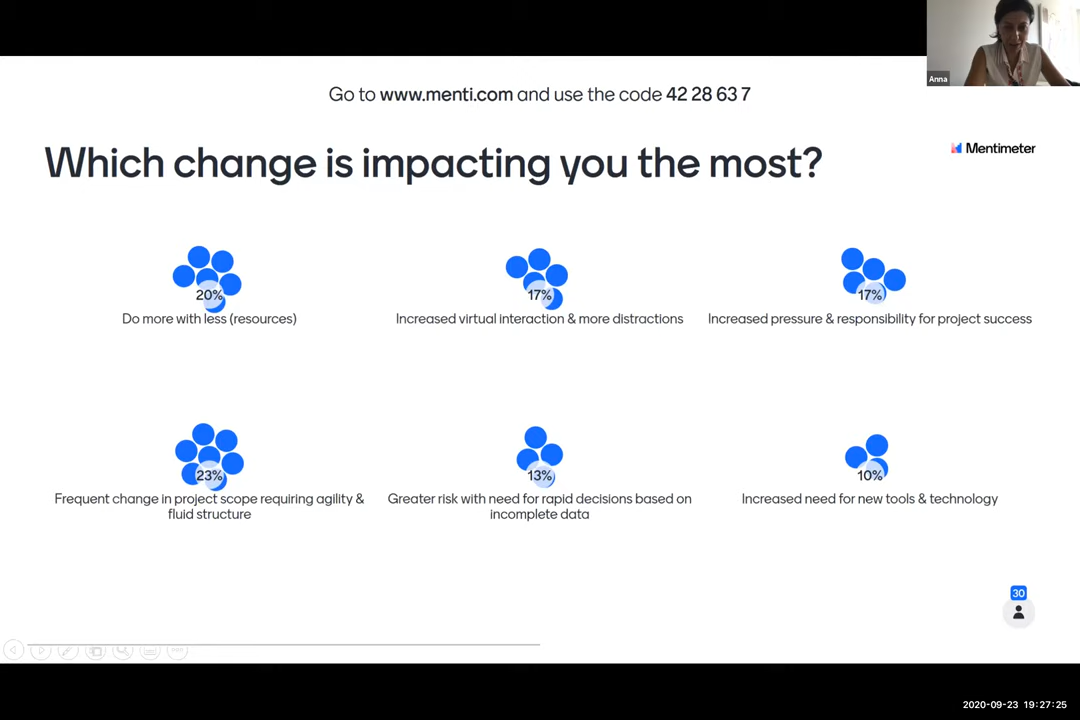 Anna
Go to www.menti.com and use the code 42 28 63 7
Which change is impacting you the most?
Mentimeter
20%
Do more with less (resources)
17%
Increased virtual interaction & more distractions
17%
Increased pressure & responsibility for project success
23%
Frequent change in project scope requiring agility &
fluid structure
13%
Greater risk with need for rapid decisions based on
incomplete data
10%
Increased need for new tools & technology
30
2020-09-23 19:27:25